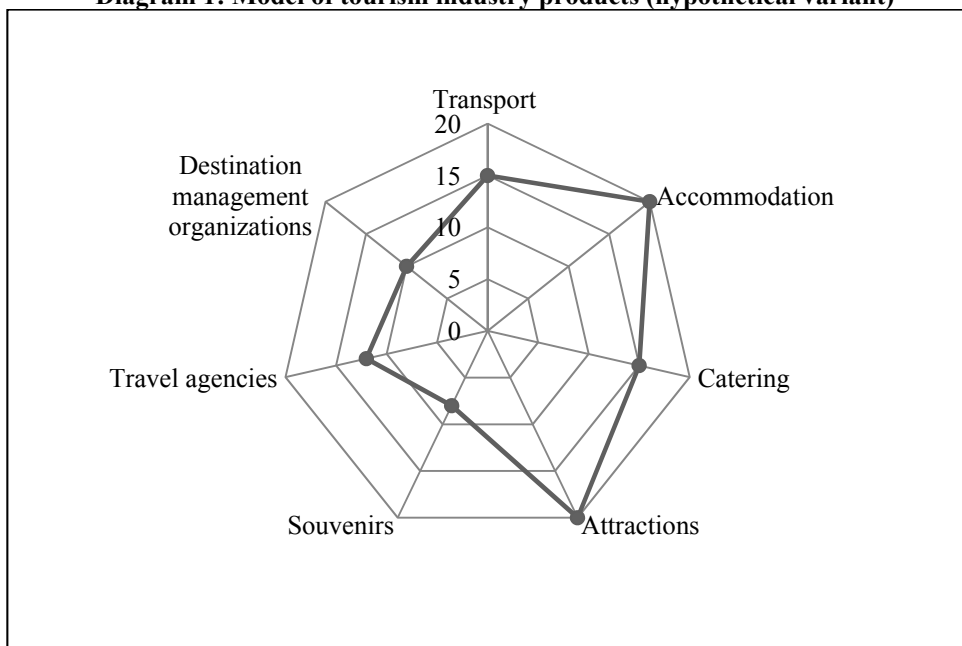 Diagram 1: Model of tourism industry products (hypothetical variant)
Transport
20
15
10
5
0
Accommodation
Catering
Attractions
Souvenirs
Travel agencies
Destination
management
organizations